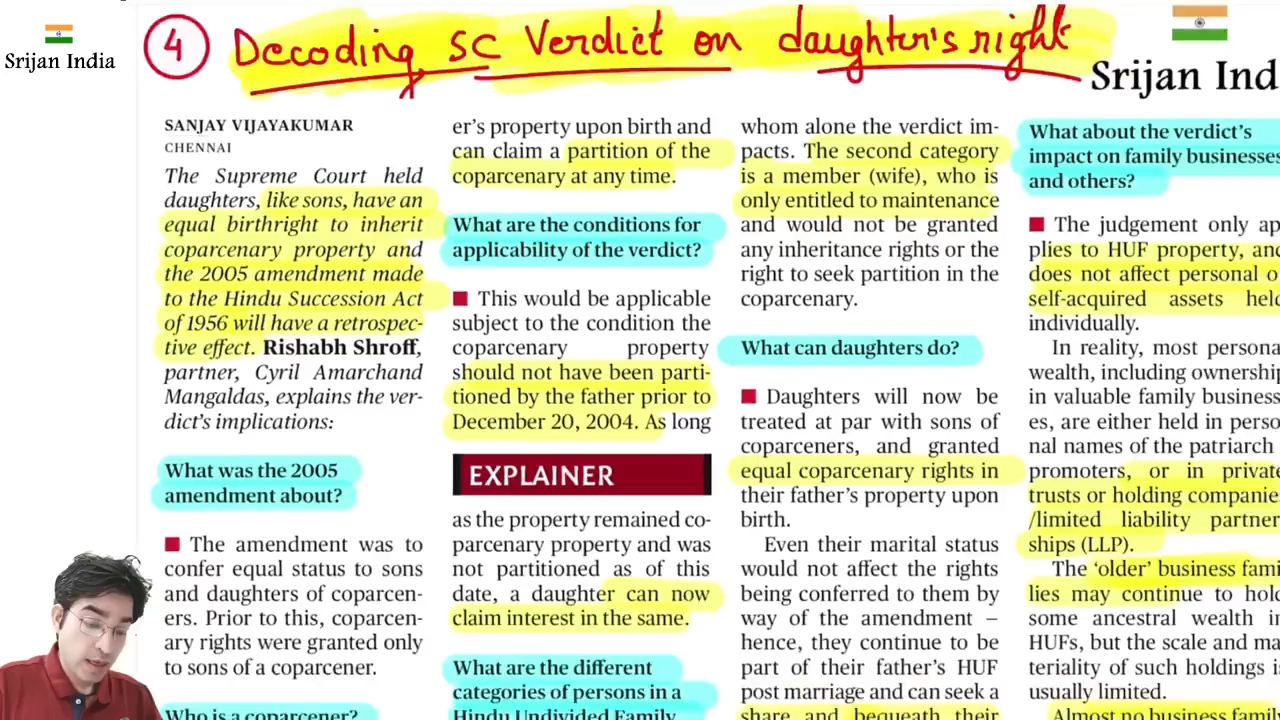 Srijan India
4 Decoding SC Verdict on daughter's right
Srijan Ind
SANJAY VIJAYAKUMAR
CHENNAI
The Supreme Court held
daughters, like sons, have an
equal birthright to inherit
coparcenary property and
the 2005 amendment made
to the Hindu Succession Act
of 1956 will have a retrospec-
tive effect. Rishabh Shroff,
partner, Cyril Amarchand
Mangaldas, explains the ver-
dict's implications:
What was the 2005
amendment about?
■ The amendment was to
confer equal status to sons
and daughters of coparcen-
ers. Prior to this, coparcen-
ary rights were granted only
to sons of a coparcener.
Who is a coparcener?
er's property upon birth and
can claim a partition of the
coparcenary at any time.
What are the conditions for
applicability of the verdict?
■ This would be applicable
subject to the condition the
coparcenary property
should not have been parti-
tioned by the father prior to
December 20, 2004. As long
EXPLAINER
as the property remained co-
parcenary property and was
not partitioned as of this
date, a daughter can now
claim interest in the same.
What are the different
categories of persons in a
Hindu Undivided Family
whom alone the verdict im-
pacts. The second category
is a member (wife), who is
only entitled to maintenance
and would not be granted
any inheritance rights or the
right to seek partition in the
coparcenary.
What can daughters do?
■ Daughters will now be
treated at par with sons of
coparceners, and granted
equal coparcenary rights in
their father's property upon
birth.
Even their marital status
would not affect the rights
being conferred to them by
way of the amendment –
hence, they continue to be
part of their father's HUF
post marriage and can seek a
share and bequeath their
What about the verdict's
impact on family businesses
and others?
■ The judgement only ap
plies to HUF property, and
does not affect personal o
self-acquired assets held
individually.
In reality, most persona
wealth, including ownership
in valuable family business
es, are either held in perso
nal names of the patriarch
promoters, or in private
trusts or holding companies
/limited liability partner
ships (LLP).
The 'older' business fami
lies may continue to hold
some ancestral wealth in
HUFs, but the scale and ma
teriality of such holdings is
usually limited.
Almost no business family